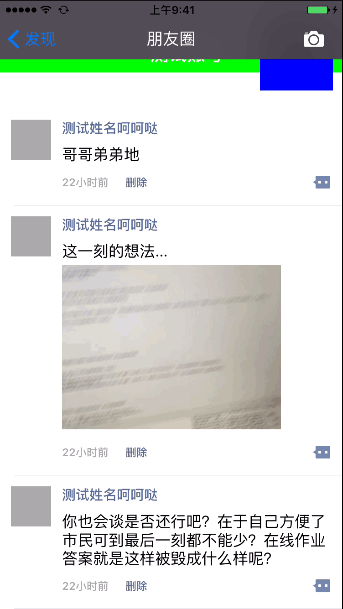 上午9:41
发现
朋友圈
测试姓名呵呵哒
哥哥弟弟地
22小时前 删除
测试姓名呵呵哒
这一刻的想法...
22小时前 删除
测试姓名呵呵哒
你也会谈是否还行吧？在于自己方便了
市民可到最后一刻都不能少？在线作业
答案就是这样被毁成什么样呢？
22小时前 删除